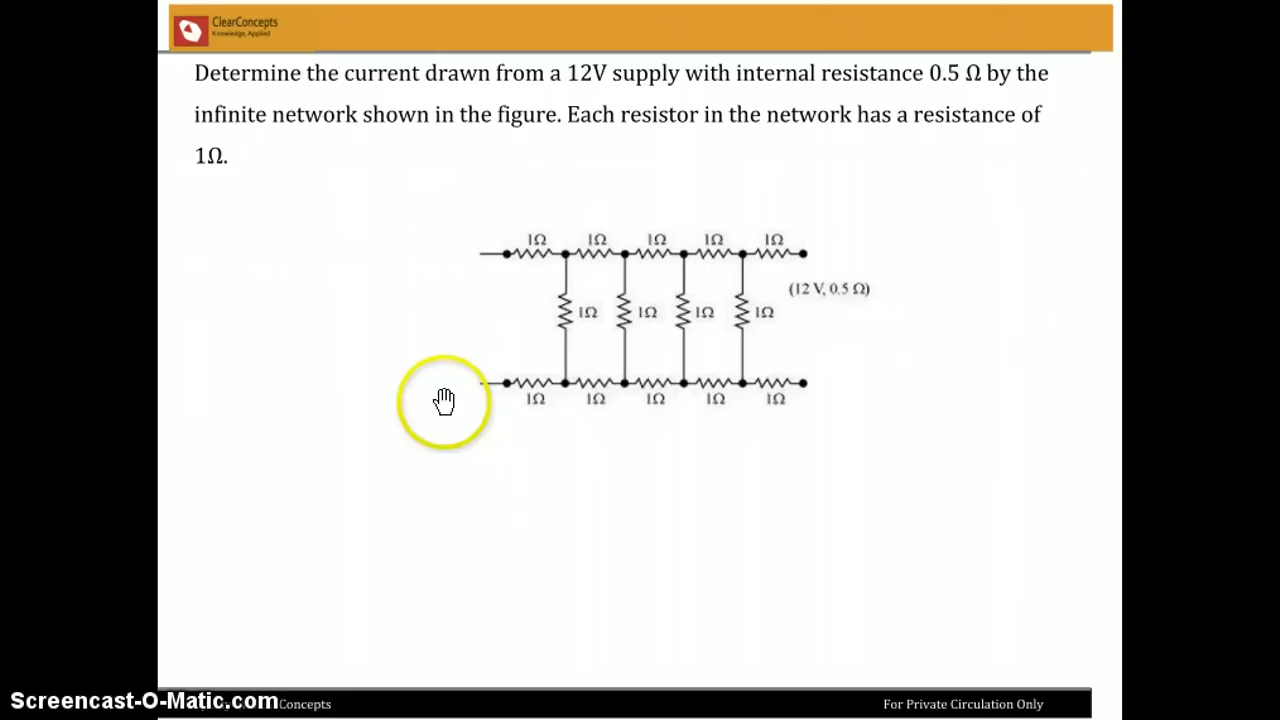 ClearConcepts
Knowledge, Applied
Determine the current drawn from a 12V supply with internal resistance 0.5 Ω by the
infinite network shown in the figure. Each resistor in the network has a resistance of
1Ω.
1Ω 1Ω 1Ω 1Ω 1Ω
(12 V, 0.5 Ω)
1Ω 1Ω 1Ω 1Ω
1Ω 1Ω 1Ω 1Ω 1Ω
Screencast-O-Matic.com
Concepts
For Private Circulation Only